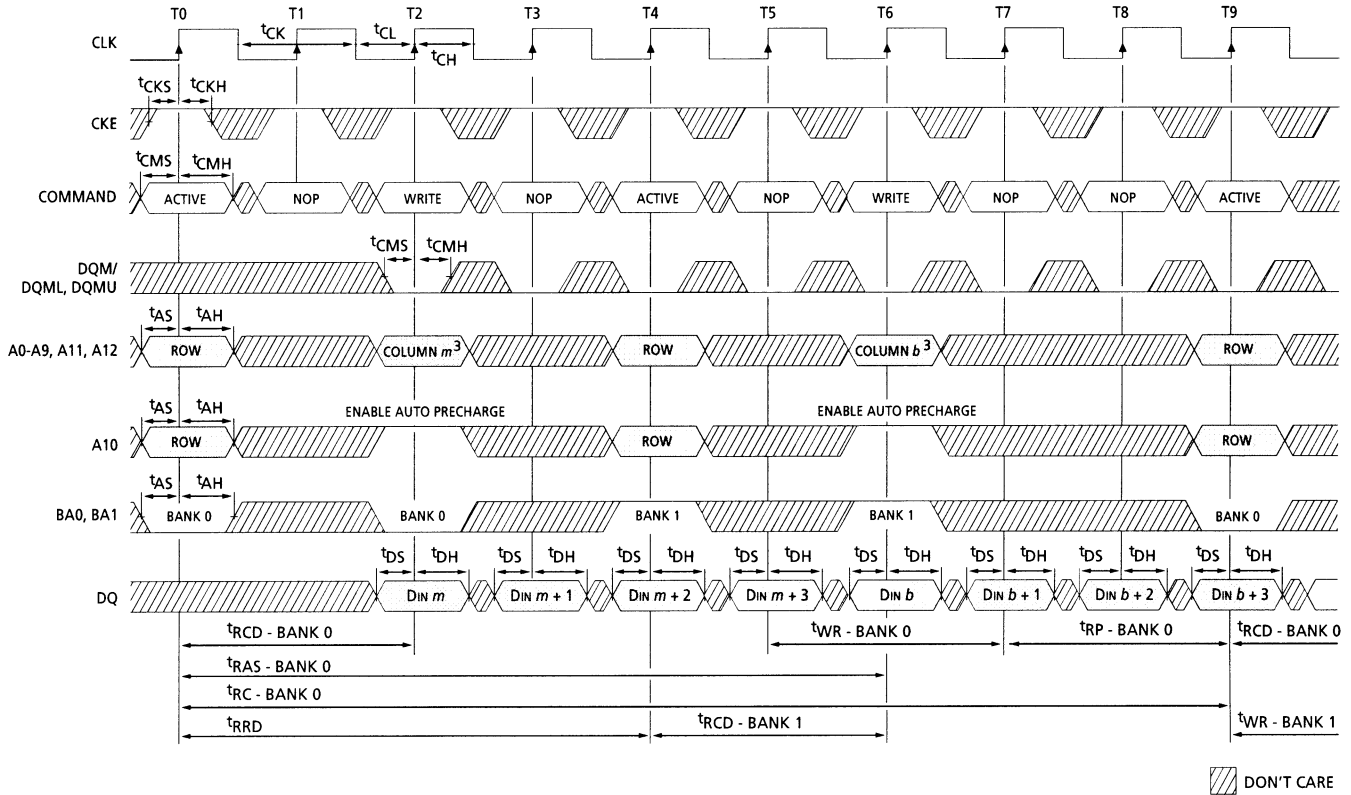 T0 T1 T2 T3 T4 T5 T6 T7 T8 T9
CLK tCK tCL tCH
tCKS tCKH
CKE
tCMS tCMH
COMMAND ACTIVE NOP WRITE NOP ACTIVE NOP WRITE NOP NOP ACTIVE
tCMS tCMH
DQM/
DQML, DQMU
tAS tAH
A0-A9, A11, A12 ROW COLUMN m3 ROW COLUMN b3 ROW
tAS tAH ENABLE AUTO PRECHARGE ENABLE AUTO PRECHARGE
A10 ROW ROW ROW
tAS tAH
BA0, BA1 BANK 0 BANK 0 BANK 1 BANK 1 BANK 0
tDS tDH tDS tDH tDS tDH tDS tDH tDS tDH tDS tDH tDS tDH tDS tDH
DQ DIN m DIN m + 1 DIN m + 2 DIN m + 3 DIN b DIN b + 1 DIN b + 2 DIN b + 3
tRCD - BANK 0 tWR - BANK 0 tRP - BANK 0 tRCD - BANK 0
tRAS - BANK 0
tRC - BANK 0
tRRD tRCD - BANK 1 tWR - BANK 1
DON'T CARE